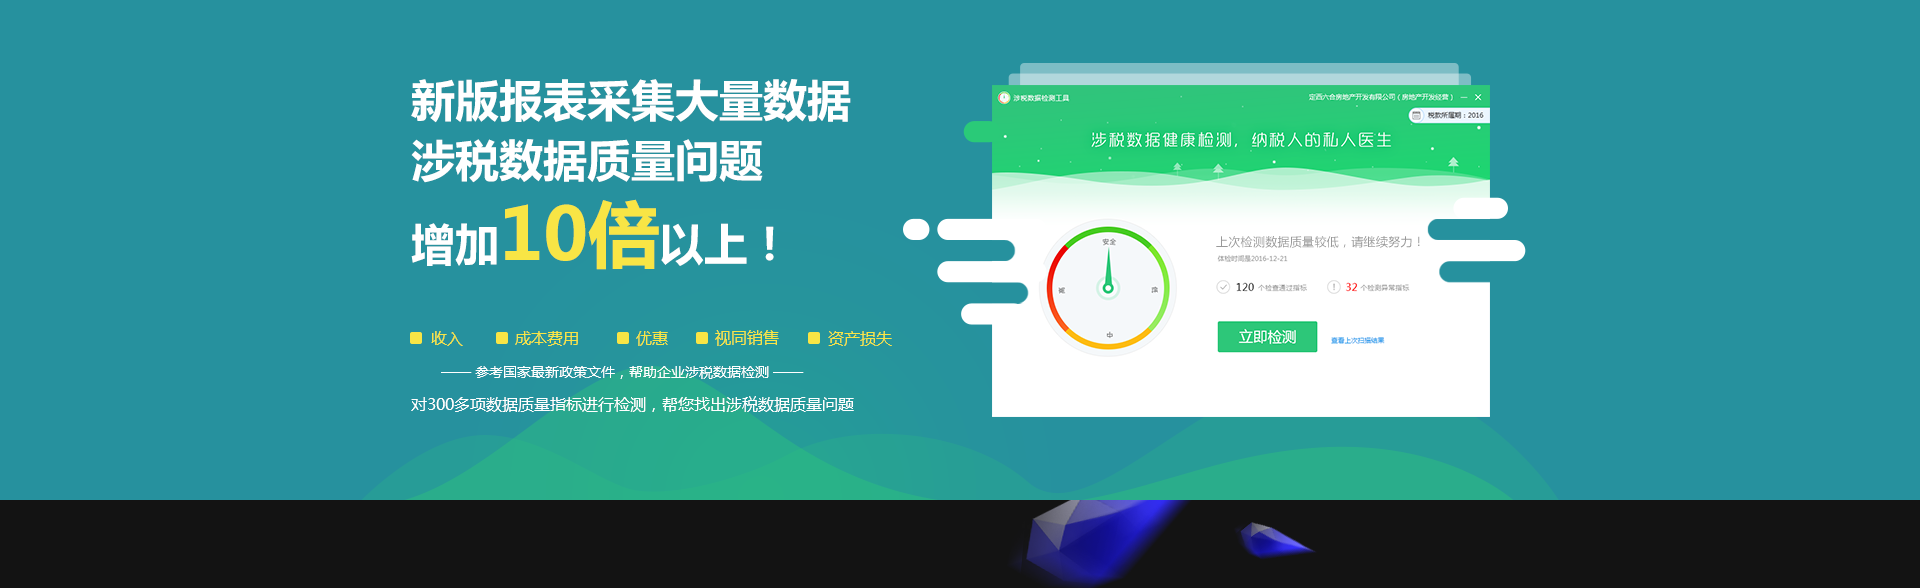 新版报表采集大量数据
涉税数据质量问题
增加10倍以上！
收入 成本费用 优惠 视同销售 资产损失
参考国家最新政策文件，帮助企业涉税数据检测
对300多项数据质量指标进行检测，帮您找出涉税数据质量问题
涉税数据检测工具
定西六合房地产开发有限公司（房地产开发经营）
税款所属期：2016
涉税数据健康检测，纳税人的私人医生
安全
差
良
中
上次检测数据质量较低，请继续努力！
体检时间是2016-12-21
120 个检查通过指标
32 个检测异常指标
立即检测
查看上次扫描结果